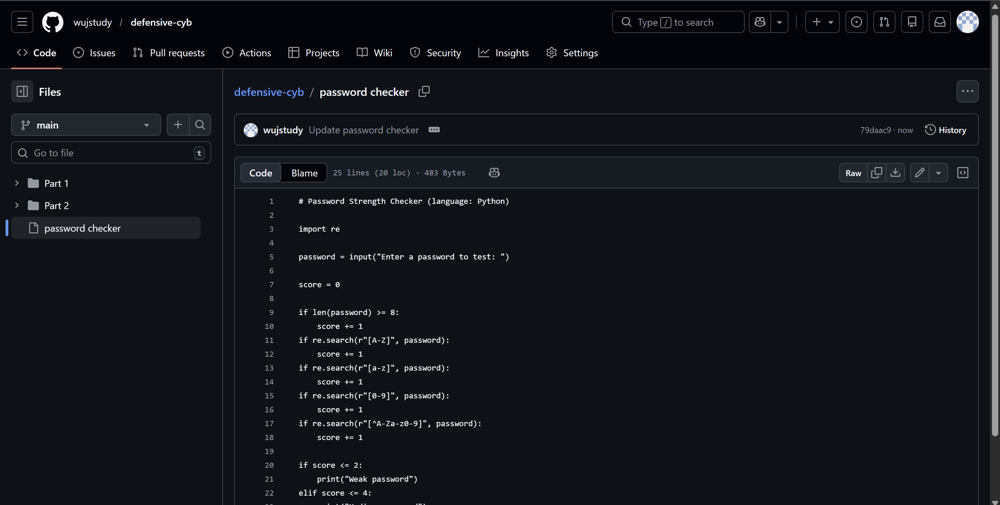 wujstudy / defensive-cyb
Type / to search
Code
Issues
Pull requests
Actions
Projects
Wiki
Security
Insights
Settings
Files
main
Go to file
t
Part 1
Part 2
password checker
defensive-cyb / password checker
wujstudy Update password checker
79daac9 · now
History
Code
Blame
25 lines (20 loc) · 483 Bytes
Raw
1 # Password Strength Checker (language: Python)
2
3 import re
4
5 password = input("Enter a password to test: ")
6
7 score = 0
8
9 if len(password) >= 8:
10     score += 1
11 if re.search(r"[A-Z]", password):
12     score += 1
13 if re.search(r"[a-z]", password):
14     score += 1
15 if re.search(r"[0-9]", password):
16     score += 1
17 if re.search(r"[^A-Za-z0-9]", password):
18     score += 1
19
20 if score <= 2:
21     print("Weak password")
22 elif score <= 4: